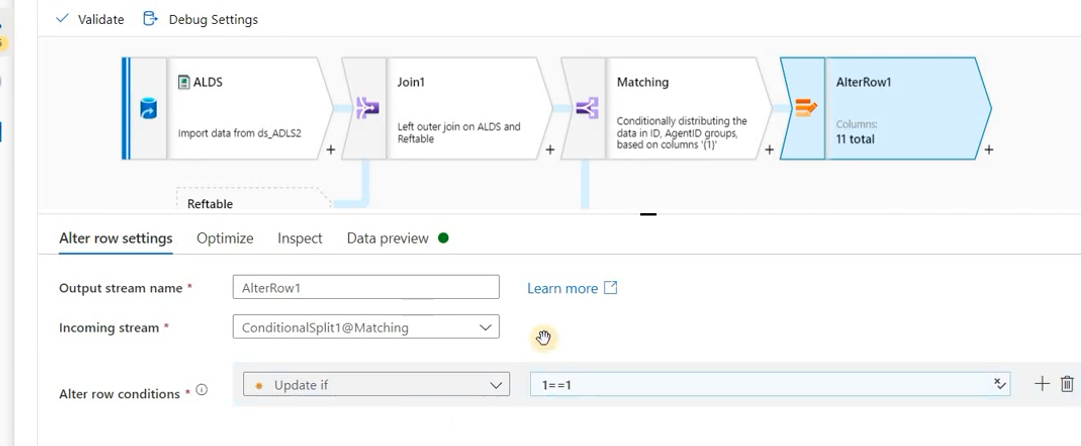 Validate
Debug Settings
ALDS
Import data from ds_ADLS2
Join1
Left outer join on ALDS and
Reftable
Matching
Conditionally distributing the
data in ID, AgentID groups,
based on columns '(1)'
AlterRow1
Columns:
11 total
+
+
+
+
Reftable
Alter row settings
Optimize
Inspect
Data preview
Output stream name *
AlterRow1
Learn more
Incoming stream *
ConditionalSplit1@Matching
Alter row conditions *
Update if
1==1